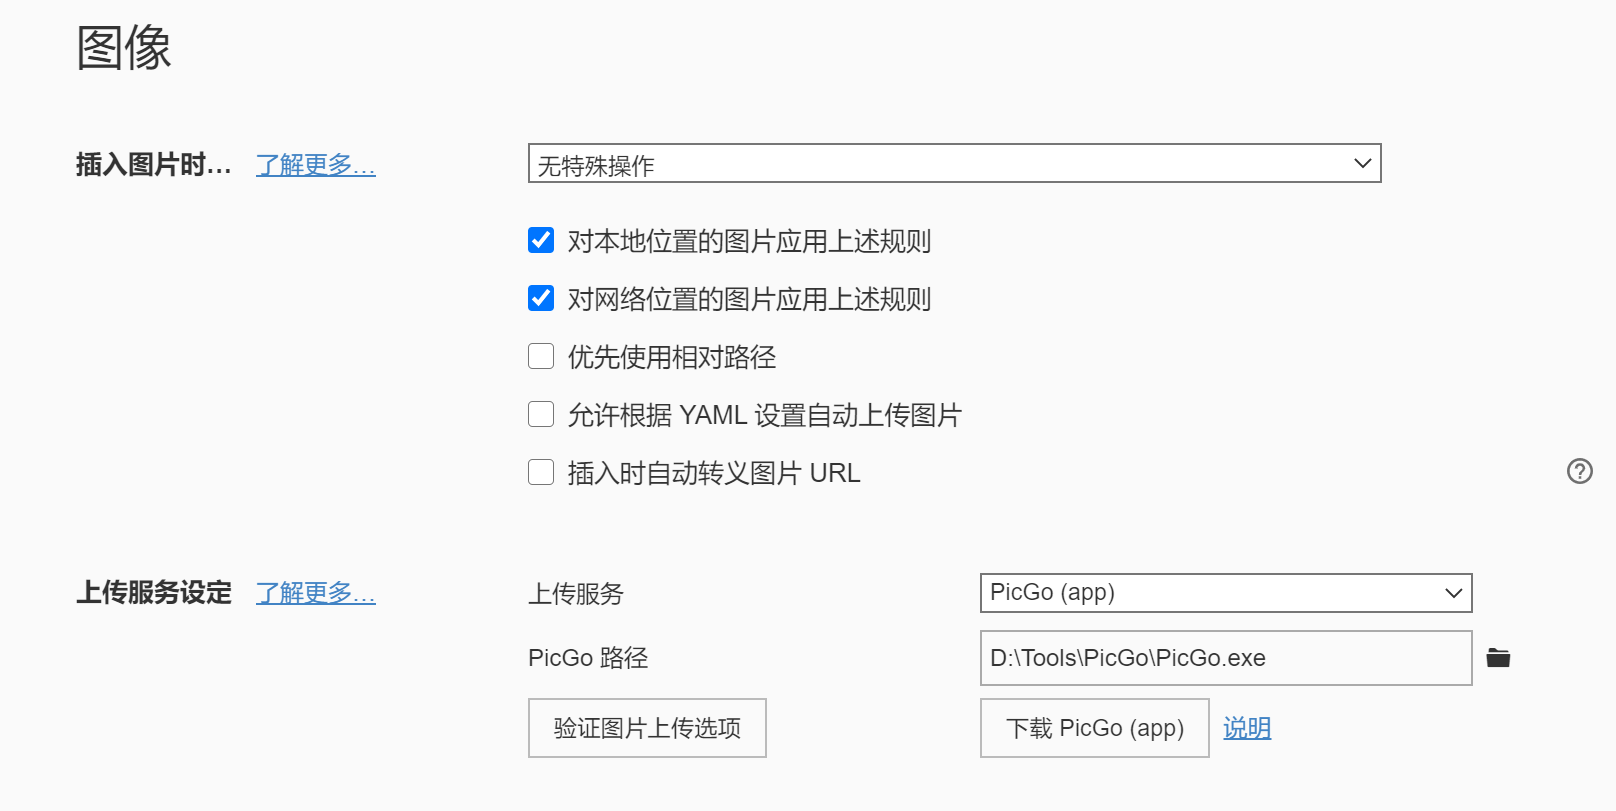 图像
插入图片时... 了解更多... 无特殊操作
对本地位置的图片应用上述规则
对网络位置的图片应用上述规则
优先使用相对路径
允许根据 YAML 设置自动上传图片
插入时自动转义图片 URL
上传服务设定 了解更多... 上传服务 PicGo (app)
PicGo 路径 D:\Tools\PicGo\PicGo.exe
验证图片上传选项 下载 PicGo (app) 说明